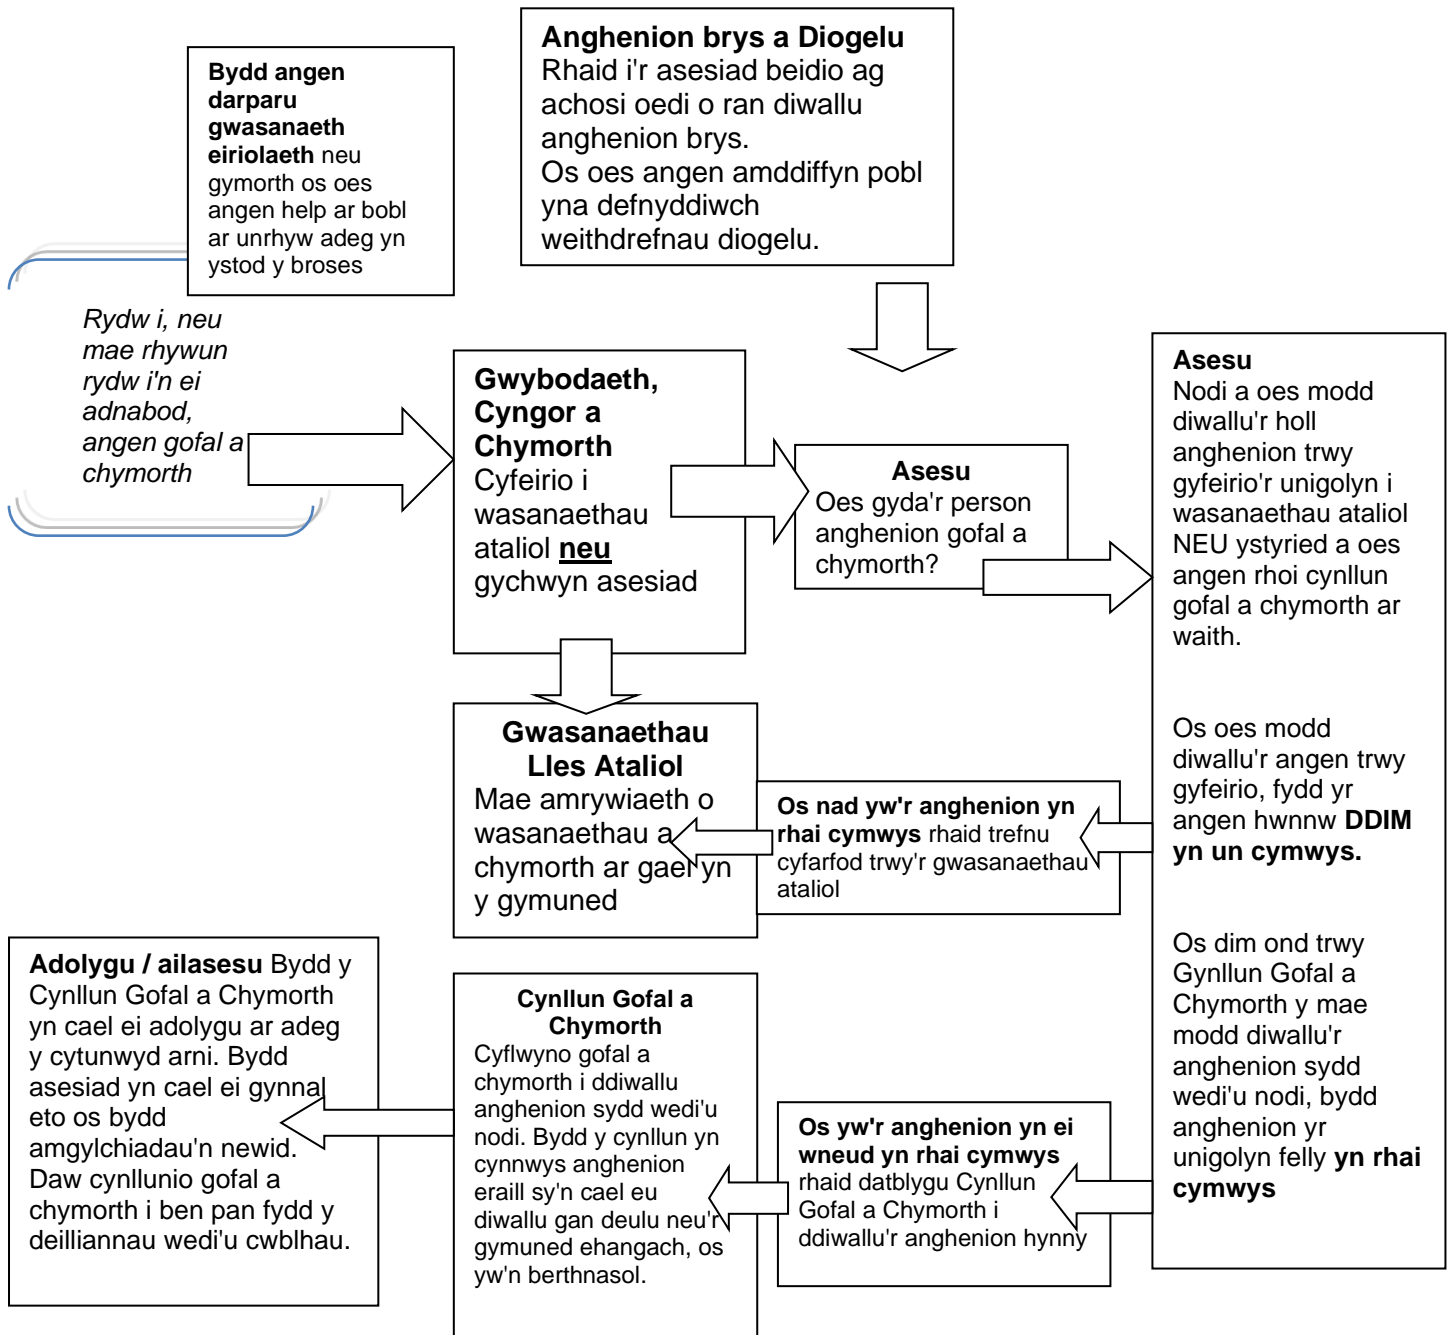 Bydd angen
darparu
gwasanaeth
eiriolaeth neu
gymorth os oes
angen help ar bobl
ar unrhyw adeg yn
ystod y broses
Anghenion brys a Diogelu
Rhaid i'r asesiad beidio ag
achosi oedi o ran diwallu
anghenion brys.
Os oes angen amddiffyn pobl
yna defnyddiwch
weithdrefnau diogelu.
Rydw i, neu
mae rhywun
rydw i'n ei
adnabod,
angen gofal a
chymorth
Gwybodaeth,
Cyngor a
Chymorth
Cyfeirio i
wasanaethau
ataliol neu
gychwyn asesiad
Asesu
Oes gyda'r person
anghenion gofal a
chymorth?
Asesu
Nodi a oes modd
diwallu'r holl
anghenion trwy
gyfeirio'r unigolyn i
wasanaethau ataliol
NEU ystyried a oes
angen rhoi cynllun
gofal a chymorth ar
waith.
Os oes modd
diwallu'r angen trwy
gyfeirio, fydd yr
angen hwnnw DDIM
yn un cymwys.
Os dim ond trwy
Gynllun Gofal a
Chymorth y mae
modd diwallu'r
anghenion sydd
wedi'u nodi, bydd
anghenion yr
unigolyn felly yn rhai
cymwys
Gwasanaethau
Lles Ataliol
Mae amrywiaeth o
wasanaethau a
chymorth ar gael yn
y gymuned
Os nad yw'r anghenion yn
rhai cymwys rhaid trefnu
cyfarfod trwy'r gwasanaethau
ataliol
Os yw'r anghenion yn ei
wneud yn rhai cymwys
rhaid datblygu Cynllun
Gofal a Chymorth i
ddiwallu'r anghenion hynny
Cynllun Gofal a
Chymorth
Cyflwyno gofal a
chymorth i ddiwallu
anghenion sydd wedi'u
nodi. Bydd y cynllun yn
cynnwys anghenion
eraill sy'n cael eu
diwallu gan deulu neu'r
gymuned ehangach, os
yw'n berthnasol.
Adolygu / ailasesu Bydd y
Cynllun Gofal a Chymorth
yn cael ei adolygu ar adeg
y cytunwyd arni. Bydd
asesiad yn cael ei gynnal
eto os bydd
amgylchiadau'n newid.
Daw cynllunio gofal a
chymorth i ben pan fydd y
deilliannau wedi'u cwblhau.